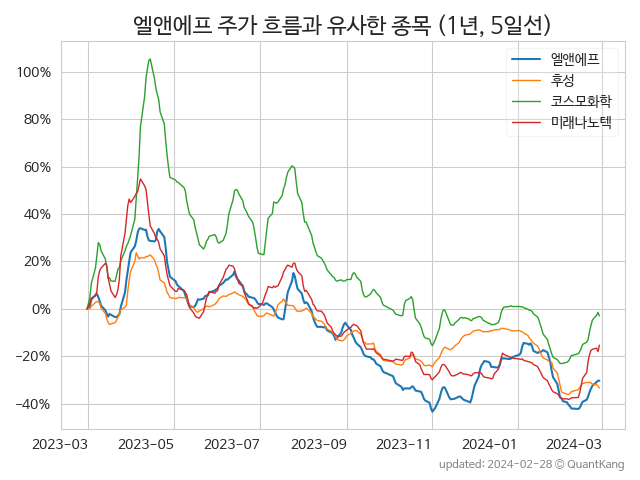 엘앤에프 주가 흐름과 유사한 종목 (1년, 5일선)
엘앤에프
후성
코스모화학
미래나노텍
100%
80%
60%
40%
20%
0%
−20%
−40%
2023-03 2023-05 2023-07 2023-09 2023-11 2024-01 2024-03
updated: 2024-02-28 ⓒ QuantKang